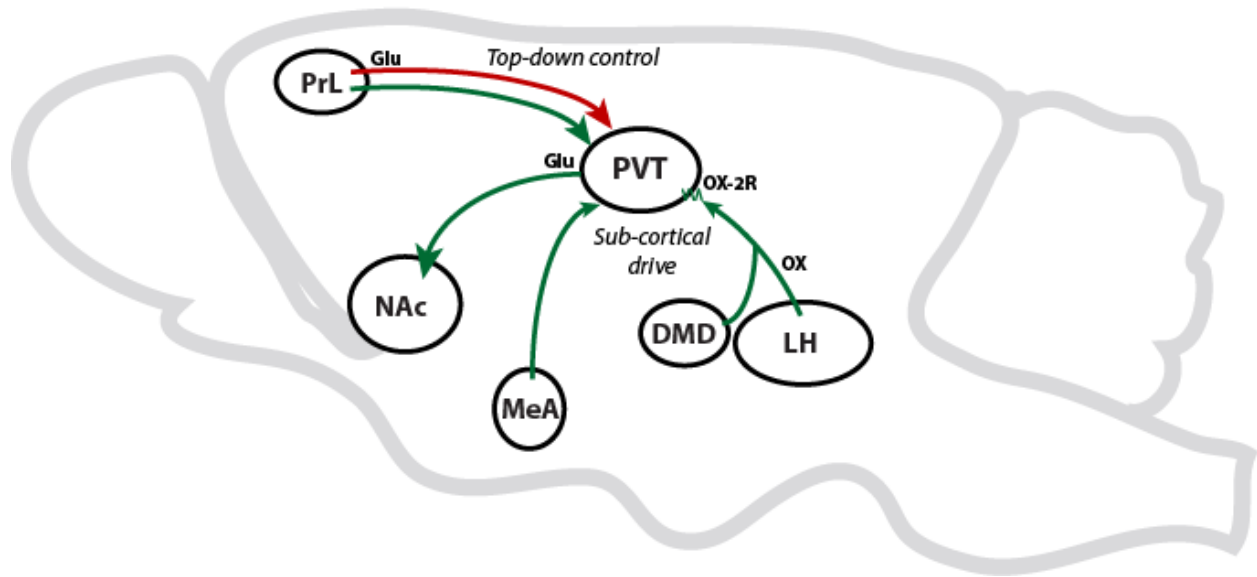 Glu
Top-down control
PrL
Glu
PVT
OX-2R
Sub-cortical
drive
OX
NAc
DMD
LH
MeA